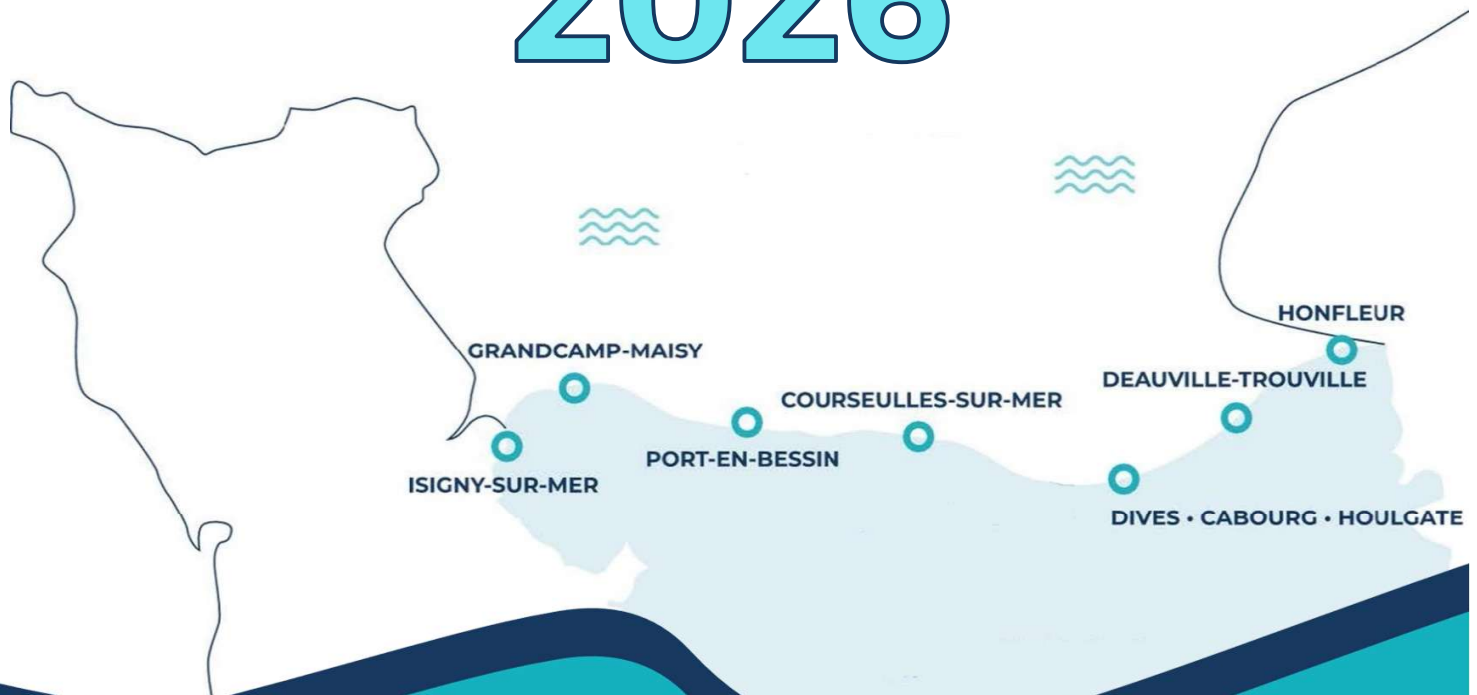 2026
HONFLEUR
GRANDCAMP-MAISY
DEAUVILLE-TROUVILLE
COURSEULLES-SUR-MER
PORT-EN-BESSIN
ISIGNY-SUR-MER
DIVES • CABOURG • HOULGATE